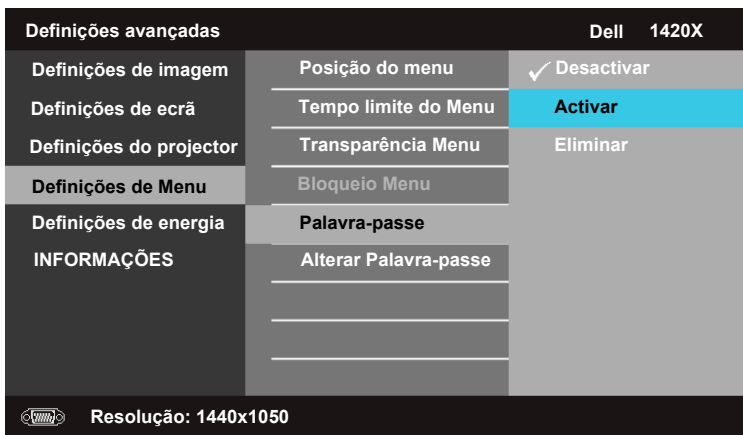 Definições avançadas Dell 1420X
Definições de imagem Posição do menu Desactivar
Definições de ecrã Tempo limite do Menu Activar
Definições do projector Transparência Menu Eliminar
Definições de Menu Bloqueio Menu
Palavra-passe
Definições de energia
INFORMAÇÕES Alterar Palavra-passe
Resolução: 1440x1050